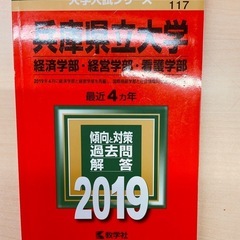 大学入試シリーズ
117
兵庫県立大学
経済学部・経営学部・看護学部
最近4カ年
傾向と対策
過去問
解答
2019
教学社